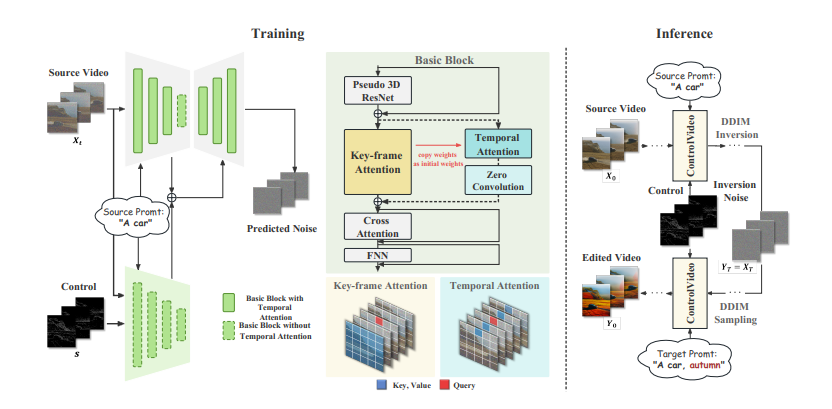 Training
Source Video
X_t
Source Promt:
"A car"
Control
s
Predicted Noise
Basic Block with
Temporal
Attention
Basic Block without
Temporal Attention
Basic Block
Pseudo 3D
ResNet
Key-frame
Attention
copy weights
as initial weights
Temporal
Attention
Zero
Convolution
Cross
Attention
FNN
Key-frame Attention
Temporal Attention
Key, Value
Query
Inference
Source Promt:
"A car"
Source Video
X_0
ControlVideo
DDIM
Inversion
Control
Inversion
Noise
Y_T = X_T
Edited Video
Y_0
ControlVideo
DDIM
Sampling
Target Promt:
"A car, autumn"